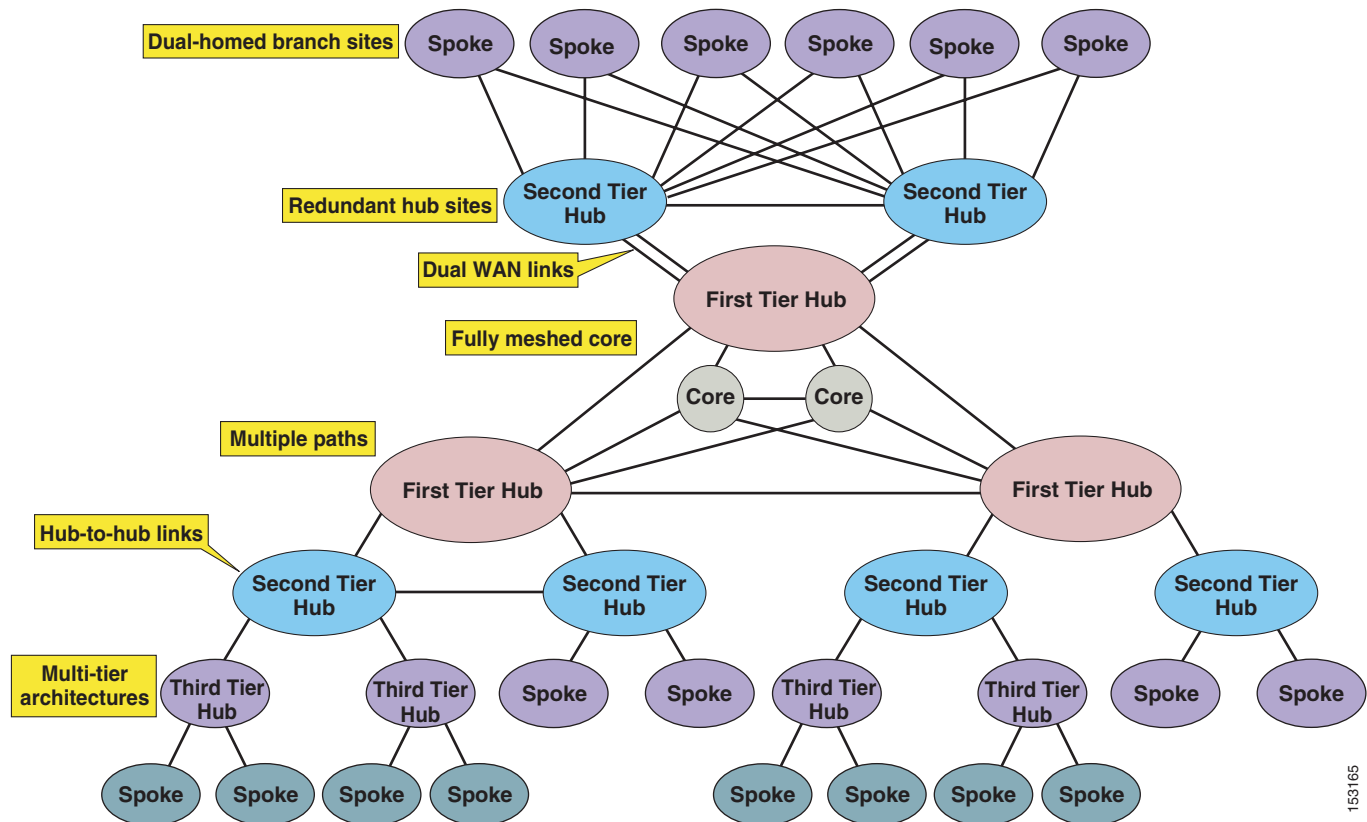 Dual-homed branch sites
Spoke
Spoke
Spoke
Spoke
Spoke
Spoke
Redundant hub sites
Second Tier
Hub
Second Tier
Hub
Dual WAN links
First Tier Hub
Fully meshed core
Core
Core
Multiple paths
First Tier Hub
First Tier Hub
Hub-to-hub links
Second Tier
Hub
Second Tier
Hub
Second Tier
Hub
Second Tier
Hub
Multi-tier
architectures
Third Tier
Hub
Third Tier
Hub
Spoke
Spoke
Third Tier
Hub
Third Tier
Hub
Spoke
Spoke
Spoke
Spoke
Spoke
Spoke
Spoke
Spoke
Spoke
Spoke
153165